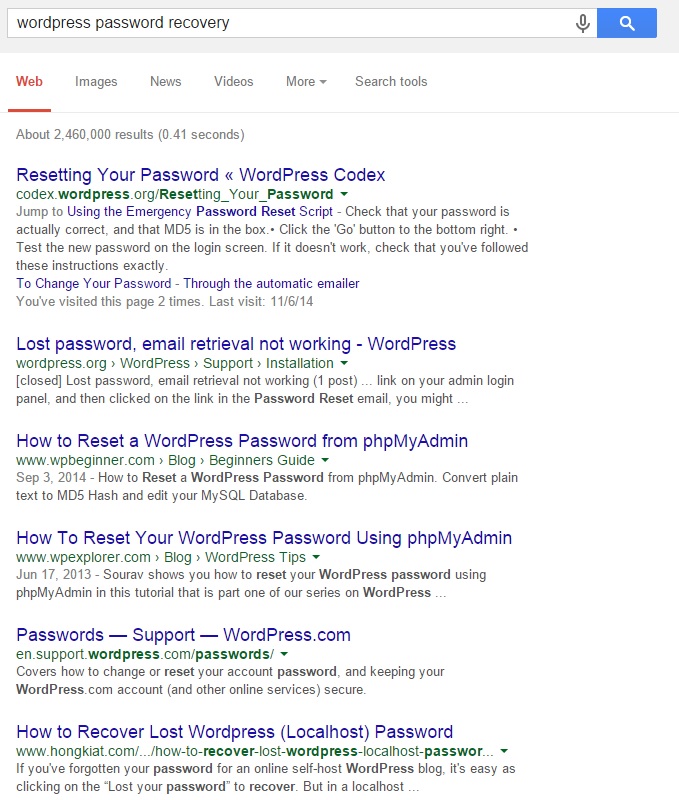 wordpress password recovery
Web Images News Videos More Search tools
About 2,460,000 results (0.41 seconds)
Resetting Your Password « WordPress Codex
codex.wordpress.org/Resetting_Your_Password
Jump to Using the Emergency Password Reset Script - Check that your password is
actually correct, and that MD5 is in the box.• Click the 'Go' button to the bottom right. •
Test the new password on the login screen. If it doesn't work, check that you've followed
these instructions exactly.
To Change Your Password - Through the automatic emailer
You've visited this page 2 times. Last visit: 11/6/14
Lost password, email retrieval not working - WordPress
wordpress.org › WordPress › Support › Installation
[closed] Lost password, email retrieval not working (1 post) ... link on your admin login
panel, and then clicked on the link in the Password Reset email, you might ...
How to Reset a WordPress Password from phpMyAdmin
www.wpbeginner.com › Blog › Beginners Guide
Sep 3, 2014 - How to Reset a WordPress Password from phpMyAdmin. Convert plain
text to MD5 Hash and edit your MySQL Database.
How To Reset Your WordPress Password Using phpMyAdmin
www.wpexplorer.com › Blog › WordPress Tips
Jun 17, 2013 - Sourav shows you how to reset your WordPress password using
phpMyAdmin in this tutorial that is part one of our series on WordPress ...
Passwords — Support — WordPress.com
en.support.wordpress.com/passwords/
Covers how to change or reset your account password, and keeping your
WordPress.com account (and other online services) secure.
How to Recover Lost Wordpress (Localhost) Password
www.hongkiat.com/.../how-to-recover-lost-wordpress-localhost-passwor...
If you've forgotten your password for an online self-host WordPress blog, it's easy as
clicking on the “Lost your password” to recover. But in a localhost ...